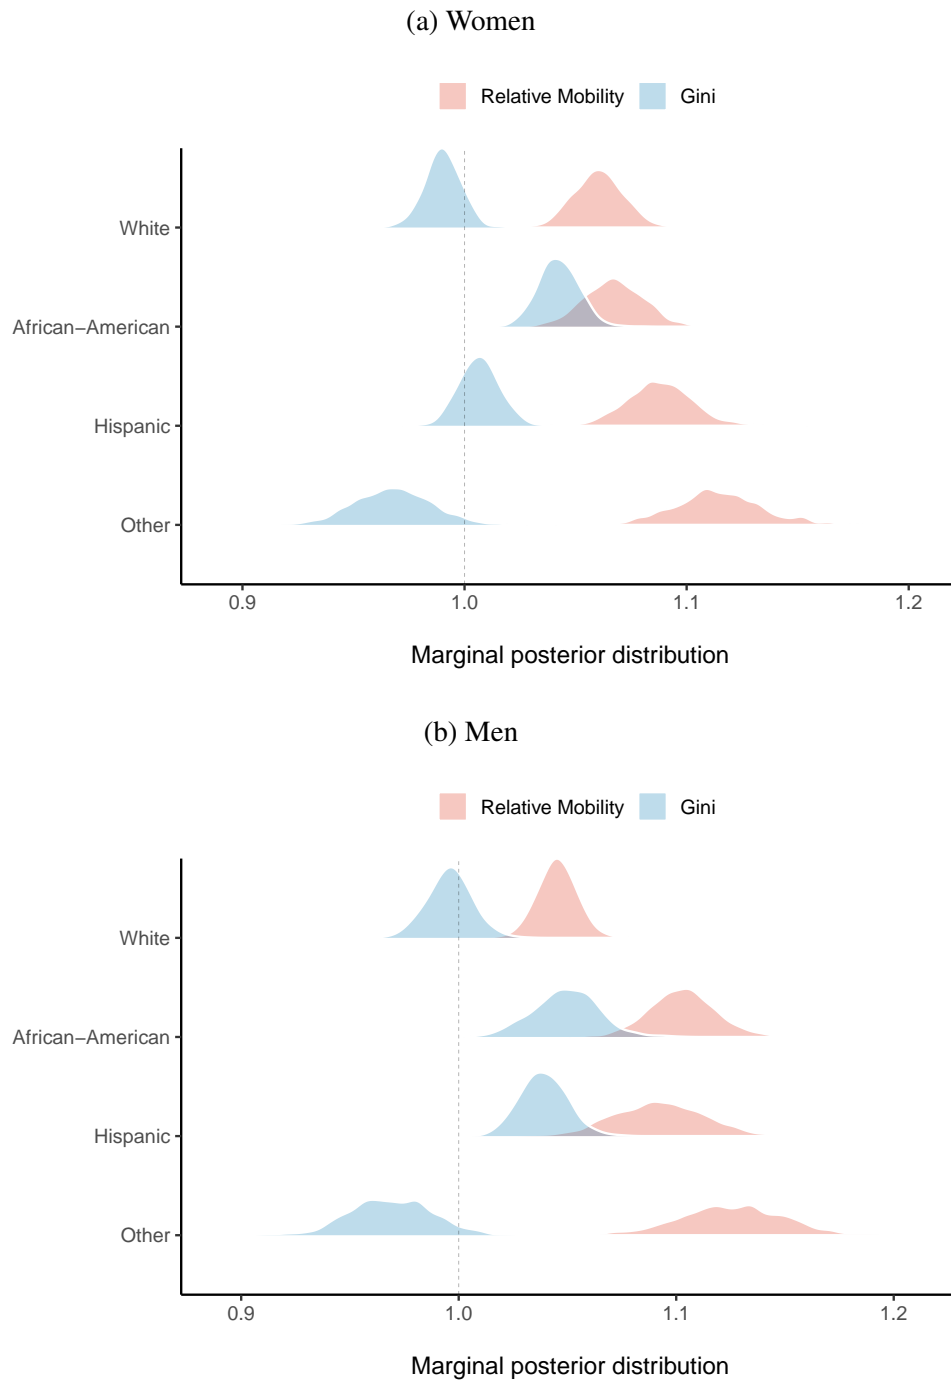 (a) Women
Relative Mobility Gini
White
African−American
Hispanic
Other
0.9 1.0 1.1 1.2
Marginal posterior distribution
(b) Men
Relative Mobility Gini
White
African−American
Hispanic
Other
0.9 1.0 1.1 1.2
Marginal posterior distribution